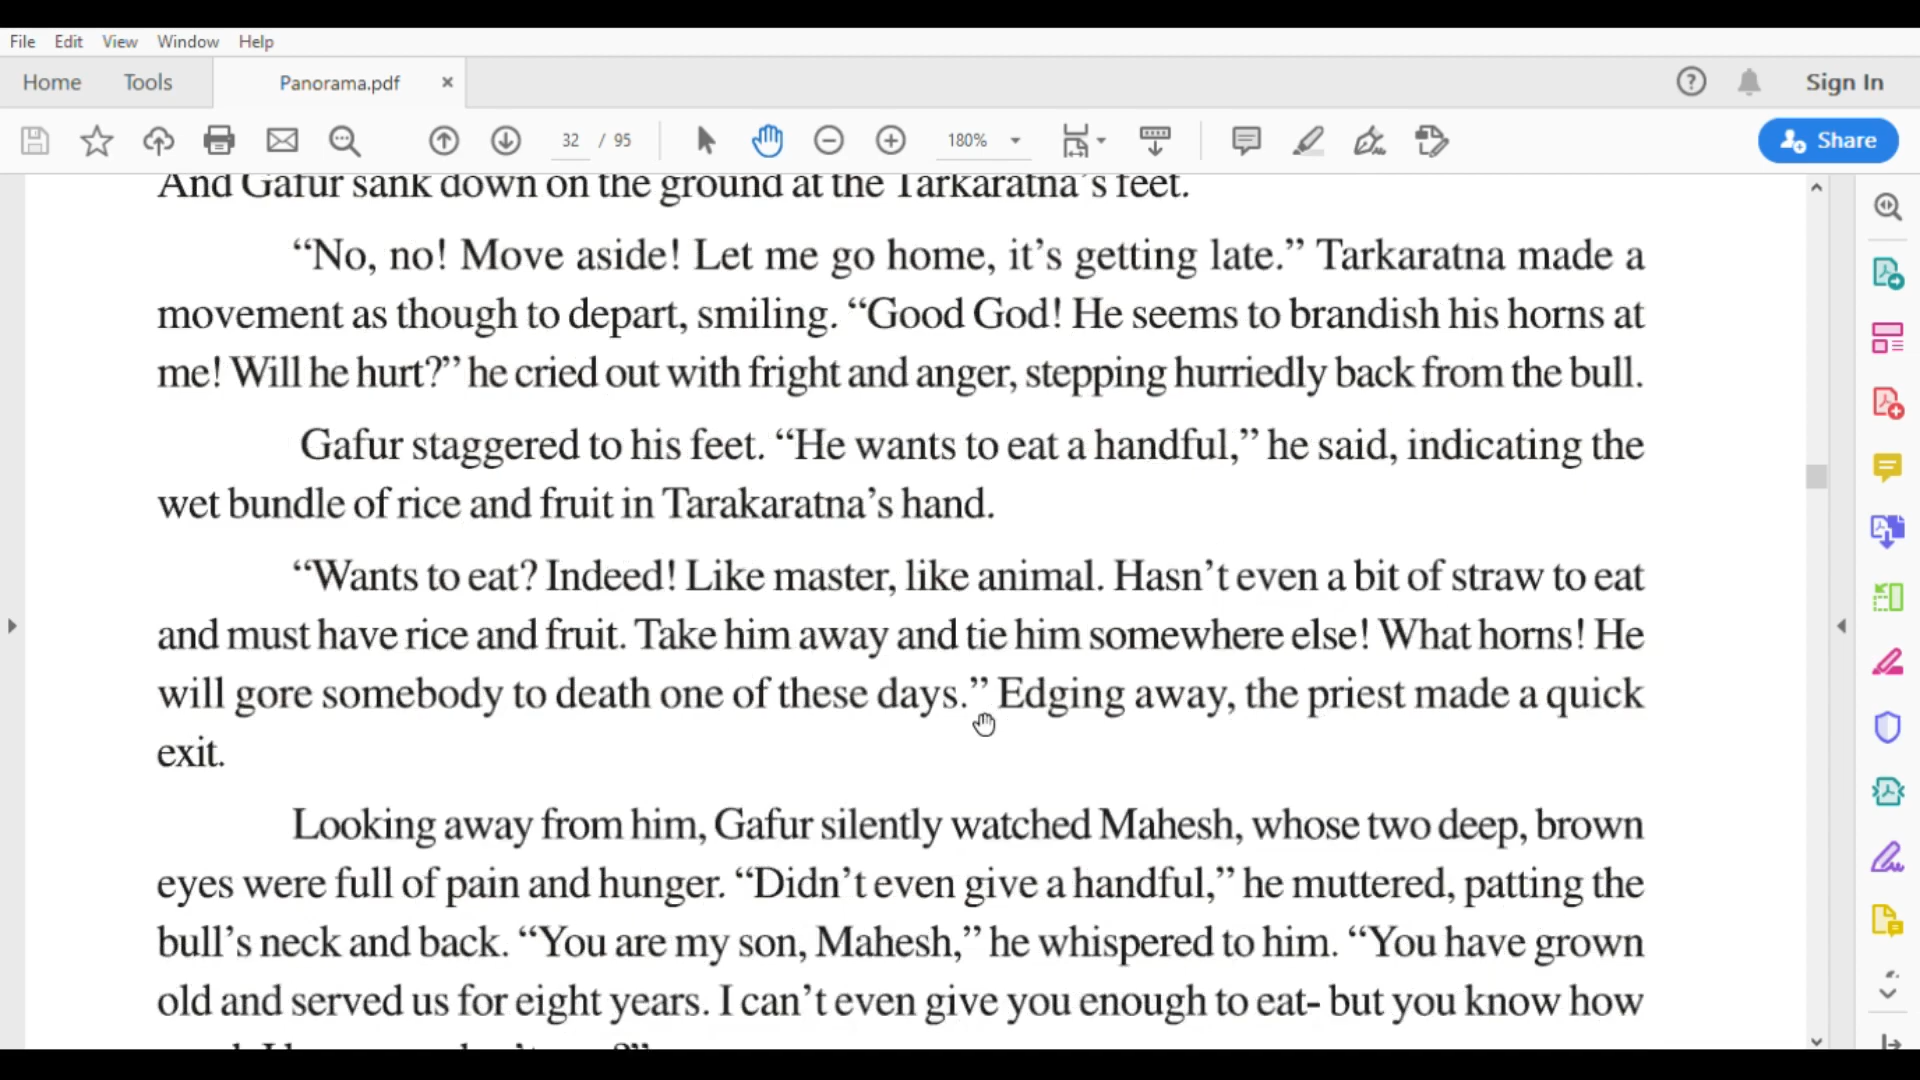 File Edit View Window Help
Home Tools Panorama.pdf × ? Sign In
32 / 95 180% Share
And Gafur sank down on the ground at the Tarkaratna's feet.
“No, no! Move aside! Let me go home, it's getting late.” Tarkaratna made a
movement as though to depart, smiling. “Good God! He seems to brandish his horns at
me! Will he hurt?” he cried out with fright and anger, stepping hurriedly back from the bull.
Gafur staggered to his feet. “He wants to eat a handful,” he said, indicating the
wet bundle of rice and fruit in Tarakaratna's hand.
“Wants to eat? Indeed! Like master, like animal. Hasn't even a bit of straw to eat
and must have rice and fruit. Take him away and tie him somewhere else! What horns! He
will gore somebody to death one of these days.” Edging away, the priest made a quick
exit.
Looking away from him, Gafur silently watched Mahesh, whose two deep, brown
eyes were full of pain and hunger. “Didn't even give a handful,” he muttered, patting the
bull's neck and back. “You are my son, Mahesh,” he whispered to him. “You have grown
old and served us for eight years. I can't even give you enough to eat- but you know how